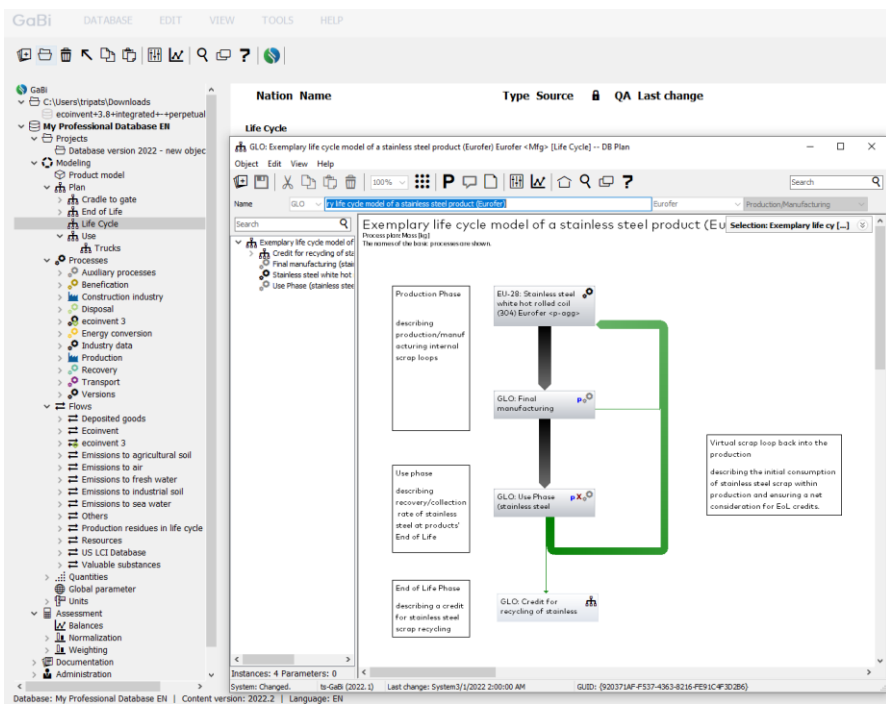 GaBi DATABASE EDIT VIEW TOOLS HELP
GaBi
C:\Users\tripats\Downloads
ecoinvent+3.8+integrated+-+perpetual
My Professional Database EN
Projects
Database version 2022 - new objec
Modeling
Product model
Plan
Cradle to gate
End of Life
Life Cycle
Use
Trucks
Processes
Auxiliary processes
Benefication
Construction industry
Disposal
ecoinvent 3
Energy conversion
Industry data
Production
Recovery
Transport
Versions
Flows
Deposited goods
Ecoinvent
ecoinvent 3
Emissions to agricultural soil
Emissions to air
Emissions to fresh water
Emissions to industrial soil
Emissions to sea water
Others
Production residues in life cycle
Resources
US LCI Database
Valuable substances
Quantities
Global parameter
Units
Assessment
Balances
Normalization
Weighting
Documentation
Administration
Nation Name Type Source QA Last change
Life Cycle
GLO: Exemplary life cycle model of a stainless steel product (Eurofer) Eurofer <Mfg> [Life Cycle] -- DB Plan
Object Edit View Help
100% P ? Search
Name GLO ry life cycle model of a stainless steel product (Eurofer) Eurofer Production/Manufacturing
Search
Exemplary life cycle model of
Credit for recycling of sta
Final manufacturing (stai
Stainless steel white hot
Use Phase (stainless stee
Exemplary life cycle model of a stainless steel product (Eu
Selection: Exemplary life cy [...]
Process plan: Mass [kg]
The names of the basic processes are shown.
Production Phase
describing
production/manuf
acturing internal
scrap loops
EU-28: Stainless steel
white hot rolled coil
(304) Eurofer <p-agg>
GLO: Final
manufacturing
Virtual scrap loop back into the
production
describing the initial consumption
of stainless steel scrap within
production and ensuring a net
consideration for EoL credits.
Use phase
describing
recovery/collection
rate of stainless
steel at products'
End of Life
GLO: Use Phase
(stainless steel
End of Life Phase
describing a credit
for stainless steel
scrap recycling
GLO: Credit for
recycling of stainless
Instances: 4 Parameters: 0
System: Changed. ts-GaBi (2022.1) Last change: System3/1/2022 2:00:00 AM GUID: {920371AF-F537-4363-8216-FE91C4F3D2B6}
Database: My Professional Database EN | Content version: 2022.2 | Language: EN